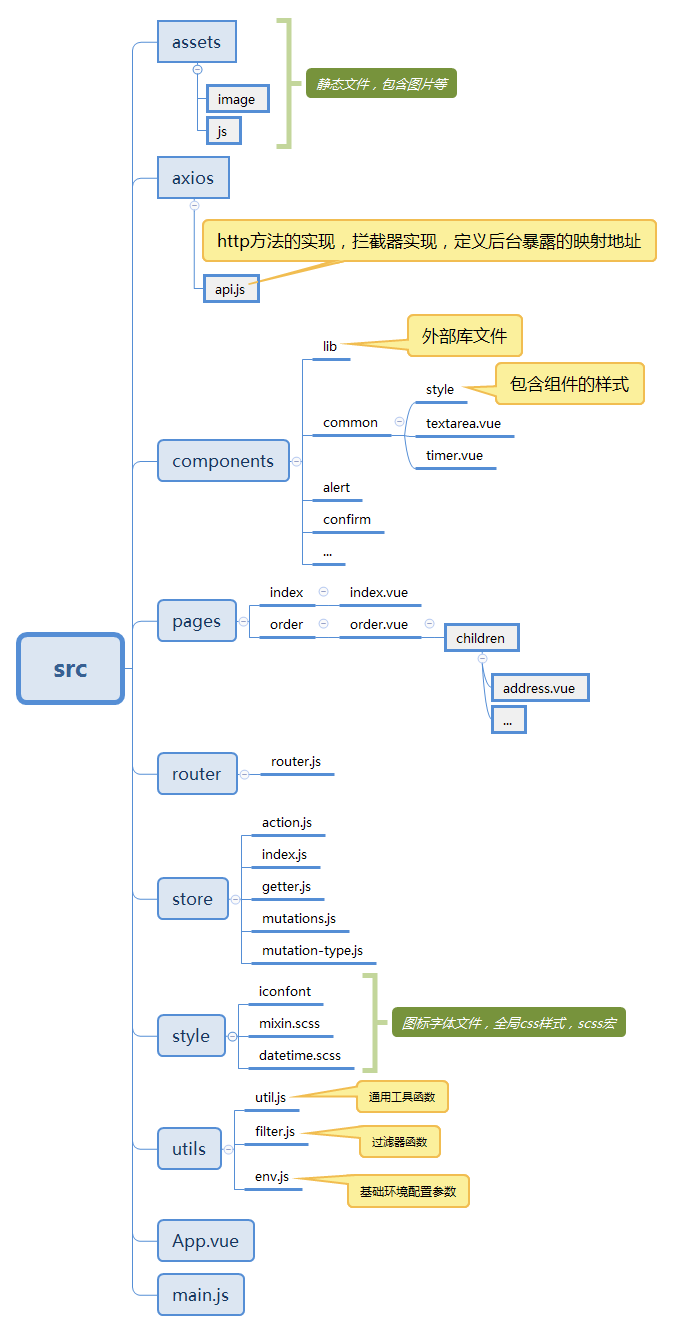 assets
静态文件，包含图片等
image
js
axios
http方法的实现，拦截器实现，定义后台暴露的映射地址
api.js
lib
外部库文件
style
包含组件的样式
common
textarea.vue
timer.vue
components
alert
confirm
...
index
index.vue
pages
order
order.vue
children
src
address.vue
...
router
router.js
action.js
index.js
getter.js
store
mutations.js
mutation-type.js
iconfont
mixin.scss
图标字体文件，全局css样式，scss宏
style
datetime.scss
util.js
通用工具函数
filter.js
过滤器函数
utils
env.js
基础环境配置参数
App.vue
main.js